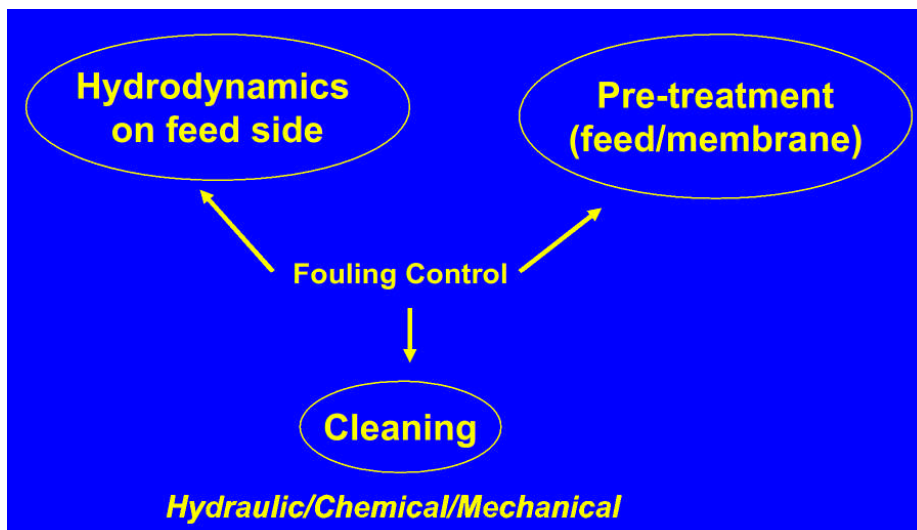 Hydrodynamics
on feed side
Pre-treatment
(feed/membrane)
Fouling Control
Cleaning
Hydraulic/Chemical/Mechanical